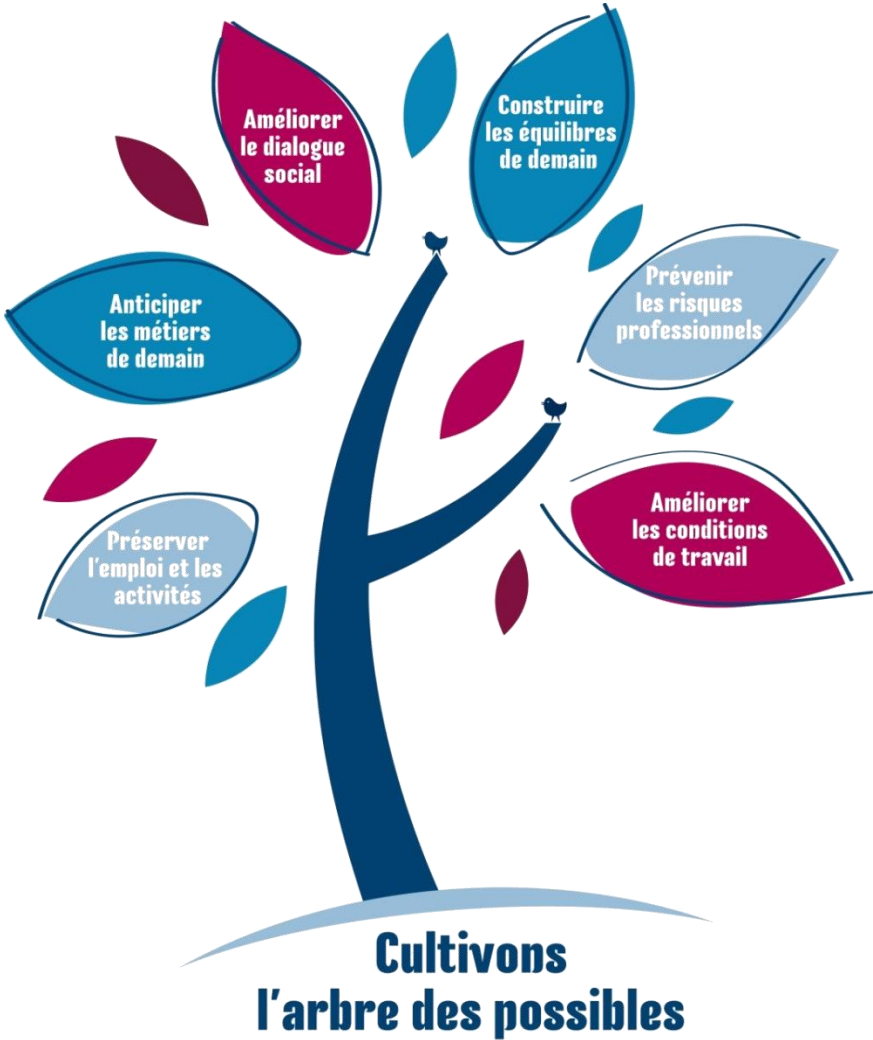 Améliorer
le dialogue
social
Construire
les équilibres
de demain
Anticiper
les métiers
de demain
Prévenir
les risques
professionnels
Préserver
l'emploi et les
activités
Améliorer
les conditions
de travail
Cultivons
l'arbre des possibles